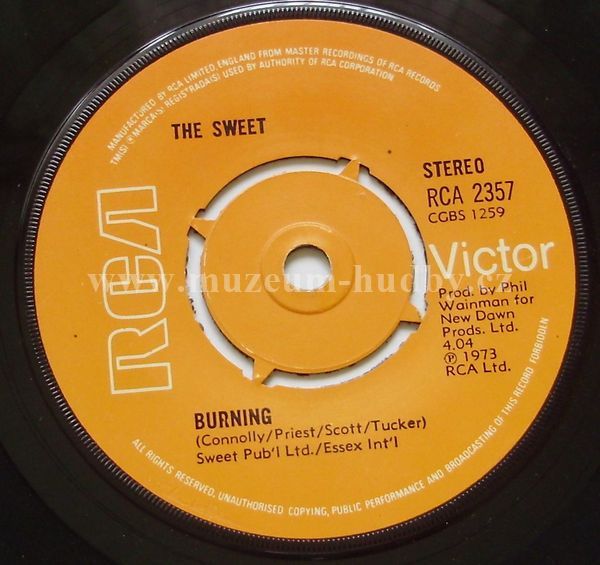 MANUFACTURED BY RCA LIMITED, ENGLAND FROM MASTER RECORDINGS OF RCA RECORDS
TM(S) ® MARCA(S) REGISTRADA(S) USED BY AUTHORITY OF RCA CORPORATION
THE SWEET
STEREO
RCA 2357
CGBS 1259
RCA
Victor
www.muzeum-hudby.cz
Prod. by Phil
Wainman for
New Dawn
Prods. Ltd.
4.04
℗ 1973
RCA Ltd.
BURNING
(Connolly/Priest/Scott/Tucker)
Sweet Pub'l Ltd./Essex Int'l
ALL RIGHTS RESERVED. UNAUTHORISED COPYING, PUBLIC PERFORMANCE AND BROADCASTING OF THIS RECORD FORBIDDEN